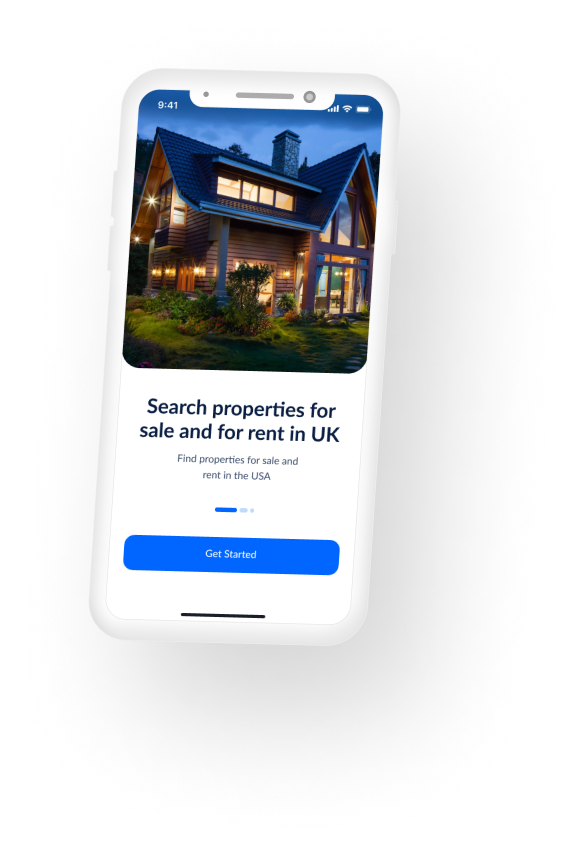 9:41
Search properties for
sale and for rent in UK
Find properties for sale and
rent in the USA
Get Started